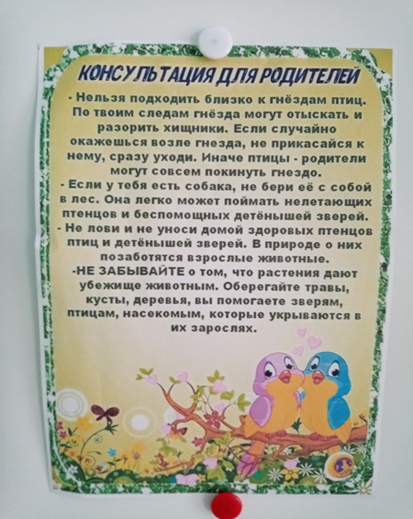 КОНСУЛЬТАЦИЯ ДЛЯ РОДИТЕЛЕЙ
- Нельзя подходить близко к гнёздам птиц.
По твоим следам гнёзда могут отыскать и
разорить хищники. Если случайно
окажешься возле гнезда, не прикасайся к
нему, сразу уходи. Иначе птицы - родители
могут совсем покинуть гнездо.
- Если у тебя есть собака, не бери её с собой
в лес. Она легко может поймать нелетающих
птенцов и беспомощных детёнышей зверей.
- Не лови и не уноси домой здоровых птенцов
птиц и детёнышей зверей. В природе о них
позаботятся взрослые животные.
-НЕ ЗАБЫВАЙТЕ о том, что растения дают
убежище животным. Оберегайте травы,
кусты, деревья, вы помогаете зверям,
птицам, насекомым, которые укрываются в
их зарослях.